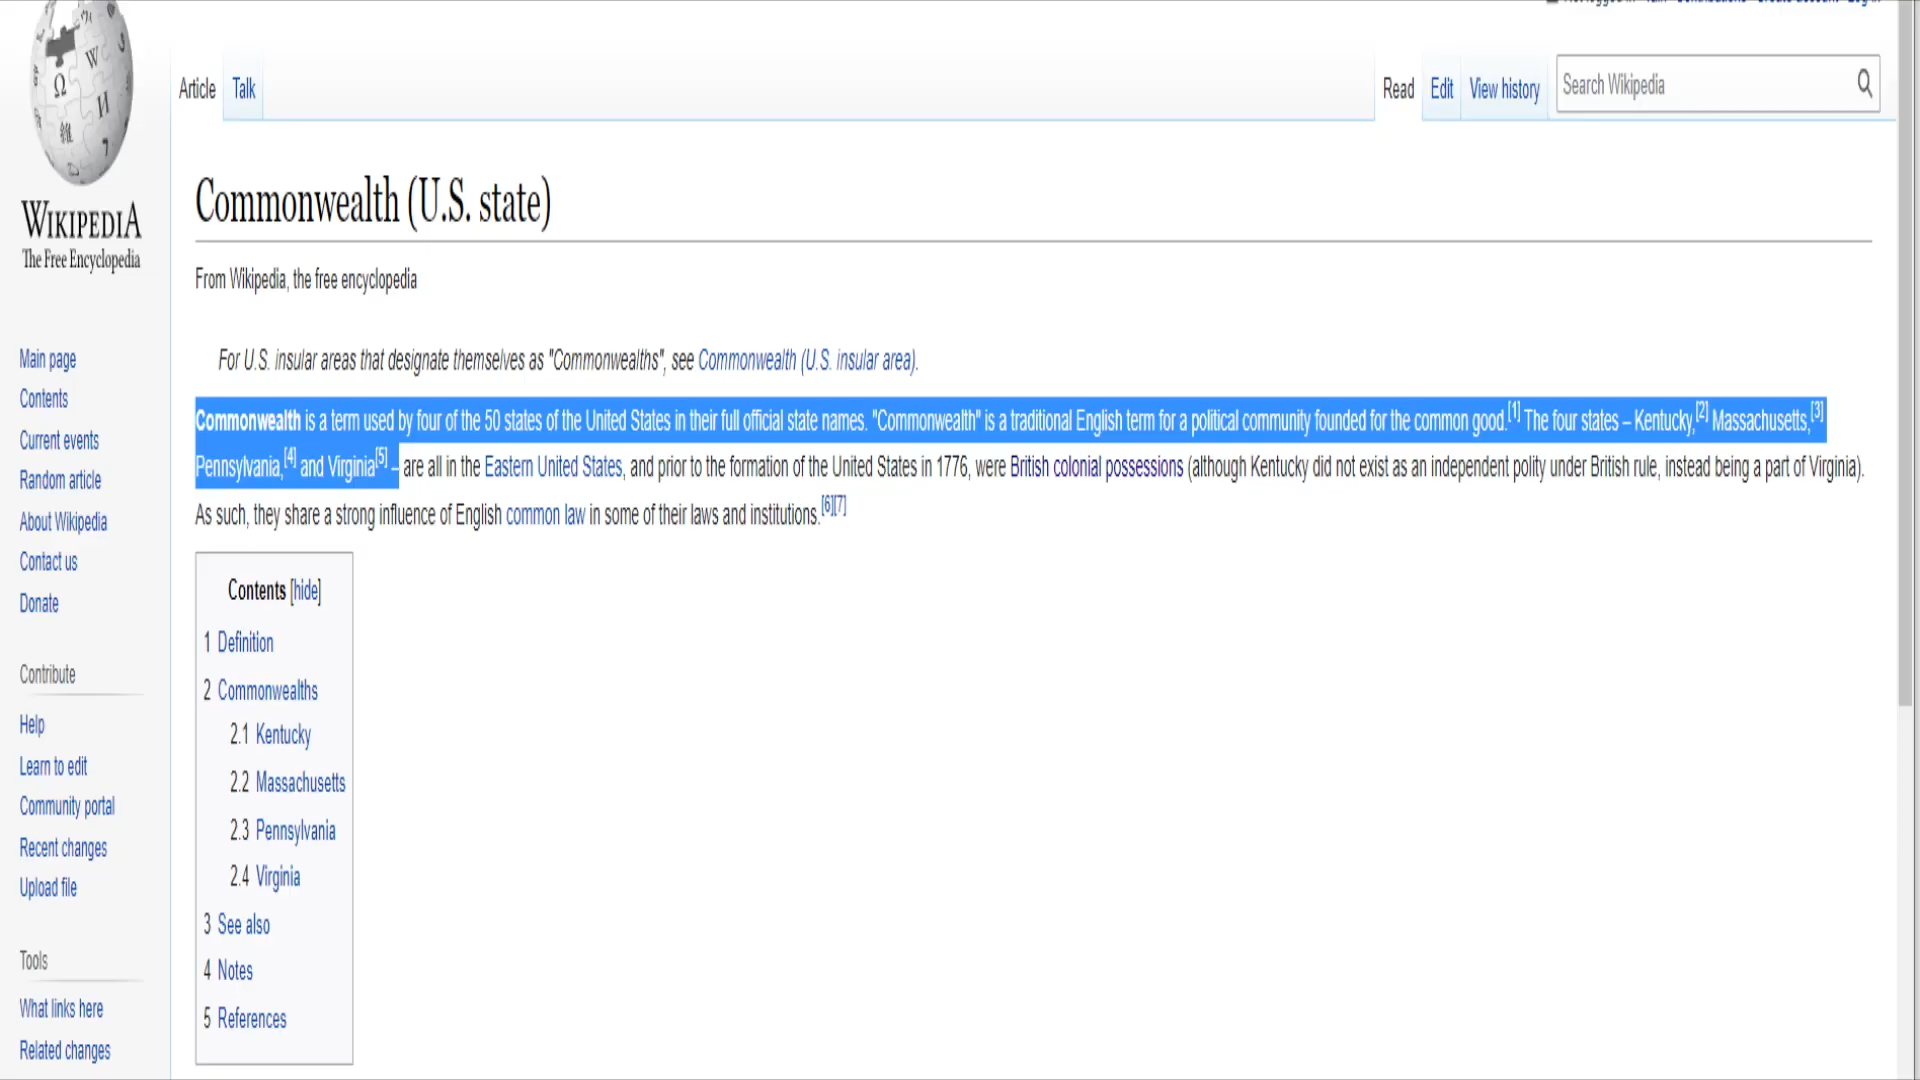 Article Talk Read Edit View history Search Wikipedia
WIKIPEDIA
The Free Encyclopedia
Main page
Contents
Current events
Random article
About Wikipedia
Contact us
Donate
Contribute
Help
Learn to edit
Community portal
Recent changes
Upload file
Tools
What links here
Related changes
Commonwealth (U.S. state)
From Wikipedia, the free encyclopedia
For U.S. insular areas that designate themselves as "Commonwealths", see Commonwealth (U.S. insular area).
Commonwealth is a term used by four of the 50 states of the United States in their full official state names. "Commonwealth" is a traditional English term for a political community founded for the common good.[1] The four states – Kentucky,[2] Massachusetts,[3]
Pennsylvania,[4] and Virginia[5] – are all in the Eastern United States, and prior to the formation of the United States in 1776, were British colonial possessions (although Kentucky did not exist as an independent polity under British rule, instead being a part of Virginia).
As such, they share a strong influence of English common law in some of their laws and institutions.[6][7]
Contents [hide]
1 Definition
2 Commonwealths
2.1 Kentucky
2.2 Massachusetts
2.3 Pennsylvania
2.4 Virginia
3 See also
4 Notes
5 References